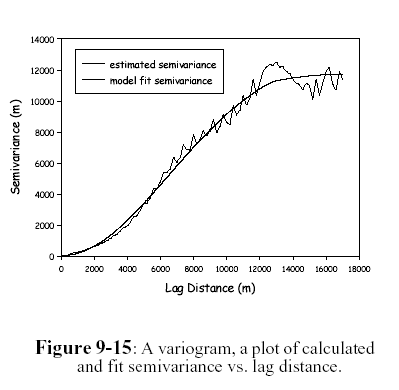 14000
12000
10000
8000
6000
4000
2000
0
Semivariance (m)
estimated semivariance
model fit semivariance
0 2000 4000 6000 8000 10000 12000 14000 16000 18000
Lag Distance (m)
Figure 9-15: A variogram, a plot of calculated
and fit semivariance vs. lag distance.